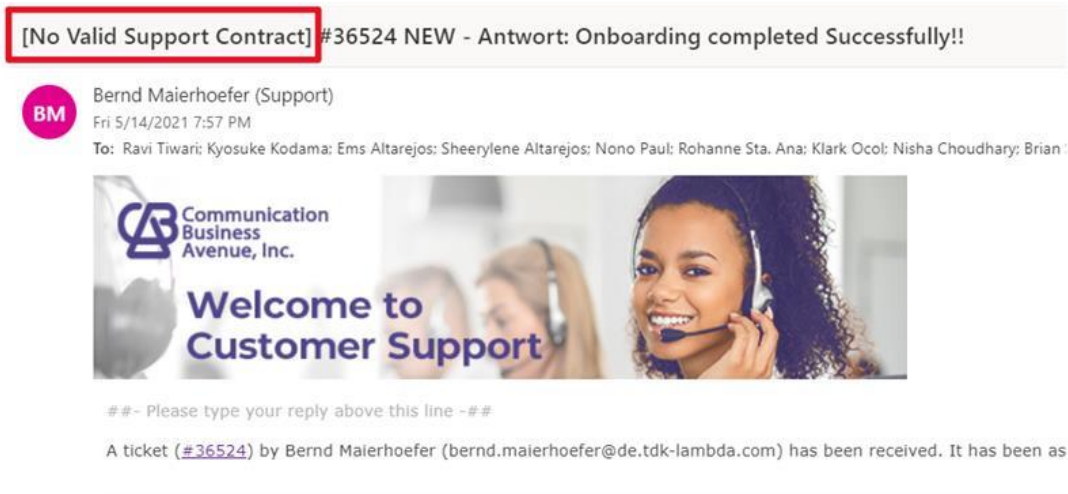 [No Valid Support Contract] #36524 NEW - Antwort: Onboarding completed Successfully!!
BM
Bernd Maierhoefer (Support)
Fri 5/14/2021 7:57 PM
To: Ravi Tiwari; Kyosuke Kodama; Ems Altarejos; Sheerylene Altarejos; Nono Paul; Rohanne Sta. Ana; Klark Ocol; Nisha Choudhary; Brian
CBA
Communication
Business
Avenue, Inc.
Welcome to
Customer Support
##- Please type your reply above this line -##
A ticket (#36524) by Bernd Maierhoefer (bernd.maierhoefer@de.tdk-lambda.com) has been received. It has been as